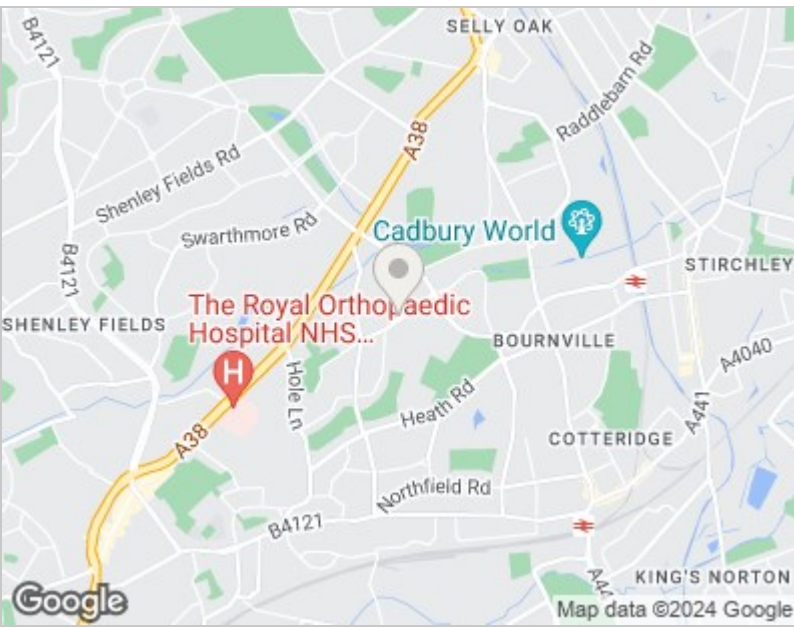 SELLY OAK
B4121
Raddlebarn Rd
A38
Shenley Fields Rd
Swarthmore Rd
Cadbury World
B4121
STIRCHLEY
The Royal Orthopaedic
Hospital NHS...
SHENLEY FIELDS
BOURNVILLE
H
Hole Ln
A4040
Heath Rd
A441
A38
COTTERIDGE
Northfield Rd
B4121
KING'S NORTON
Google
Map data ©2024 Google